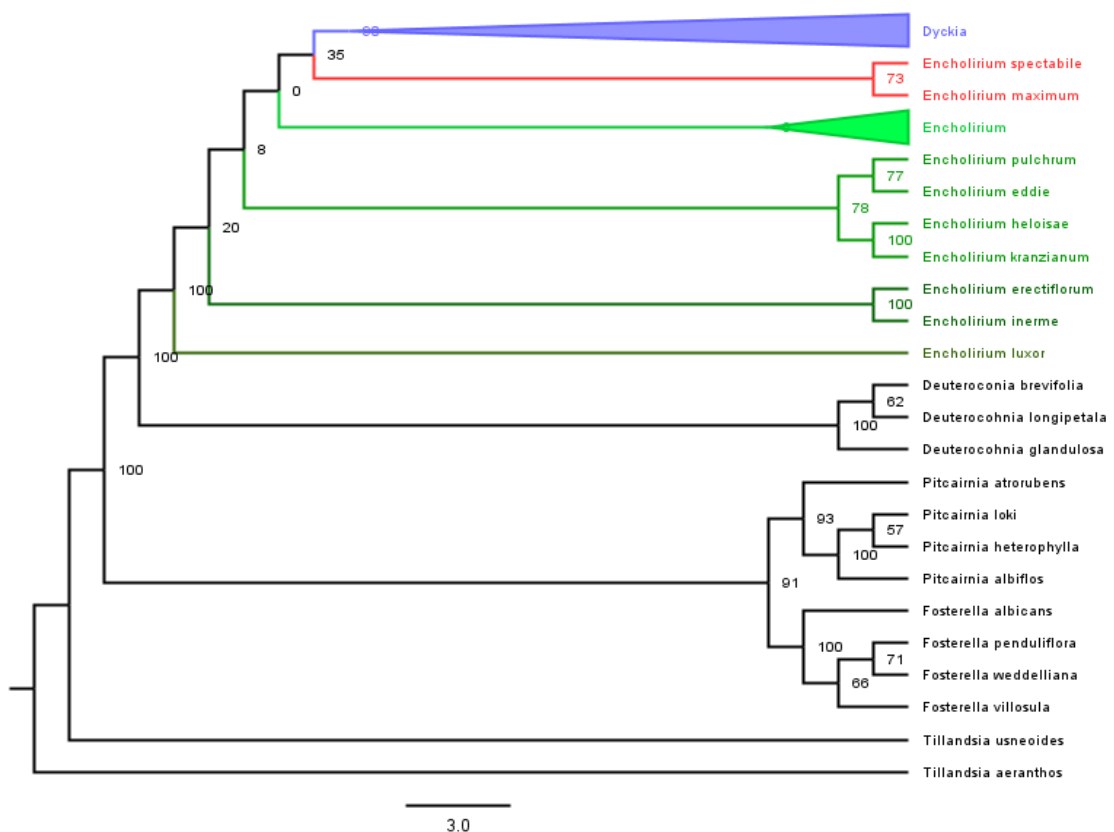 Dyckia
35
Encholirium spectabile
73
Encholirium maximum
0
Encholirium
8
Encholirium pulchrum
77
Encholirium eddie
78
Encholirium heloisae
100
Encholirium kranzianum
20
Encholirium erectiflorum
100
100
Encholirium inerme
Encholirium luxor
100
Deuteroconia brevifolia
62
Deuterocohnia longipetala
100
Deuterocohnia glandulosa
100
Pitcairnia atrorubens
93
Pitcairnia loki
57
Pitcairnia heterophylla
100
Pitcairnia albiflos
91
Fosterella albicans
100
Fosterella penduliflora
71
Fosterella weddelliana
66
Fosterella villosula
Tillandsia usneoides
Tillandsia aeranthos
3.0